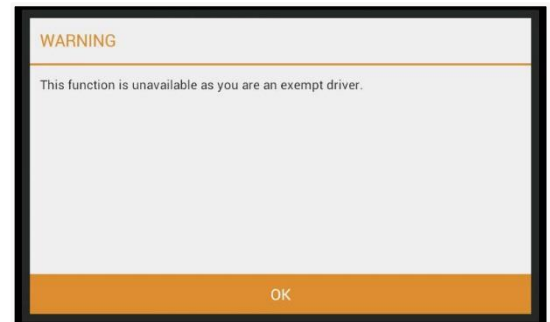 WARNING
This function is unavailable as you are an exempt driver.
OK